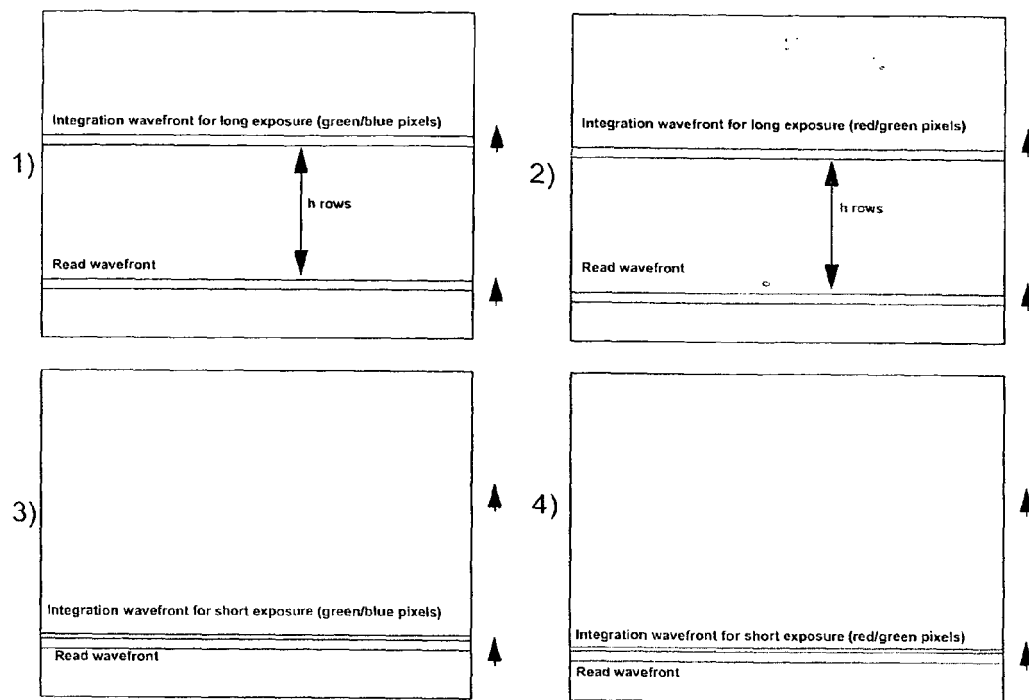 1)
Integration wavefront for long exposure (green/blue pixels)
h rows
Read wavefront
2)
Integration wavefront for long exposure (red/green pixels)
h rows
Read wavefront
3)
Integration wavefront for short exposure (green/blue pixels)
Read wavefront
4)
Integration wavefront for short exposure (red/green pixels)
Read wavefront